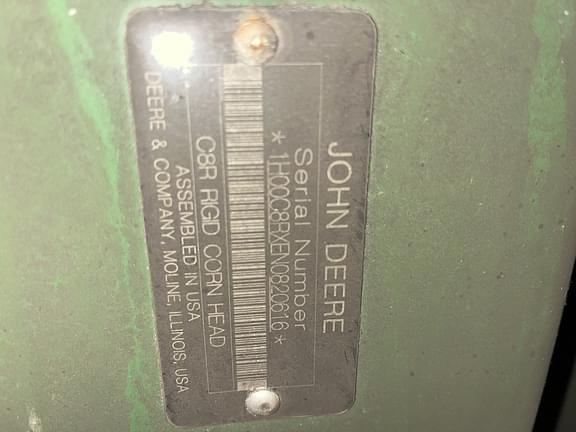 JOHN DEERE
Serial Number
*1H00C8RXEN0820616*
C8R RIGID CORN HEAD
ASSEMBLED IN USA
DEERE & COMPANY, MOLINE, ILLINOIS, USA